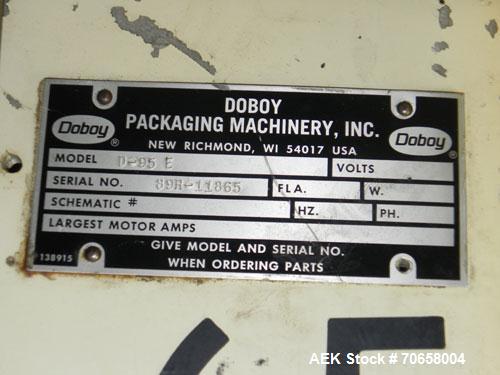 DOBOY
PACKAGING MACHINERY, INC.
NEW RICHMOND, WI 54017 USA
Doboy ®
Doboy ®
MODEL D-95 E VOLTS
SERIAL NO. 89R-11865 FLA. W.
SCHEMATIC # HZ. PH.
LARGEST MOTOR AMPS
GIVE MODEL AND SERIAL NO.
WHEN ORDERING PARTS
138915
AEK Stock# 70658004